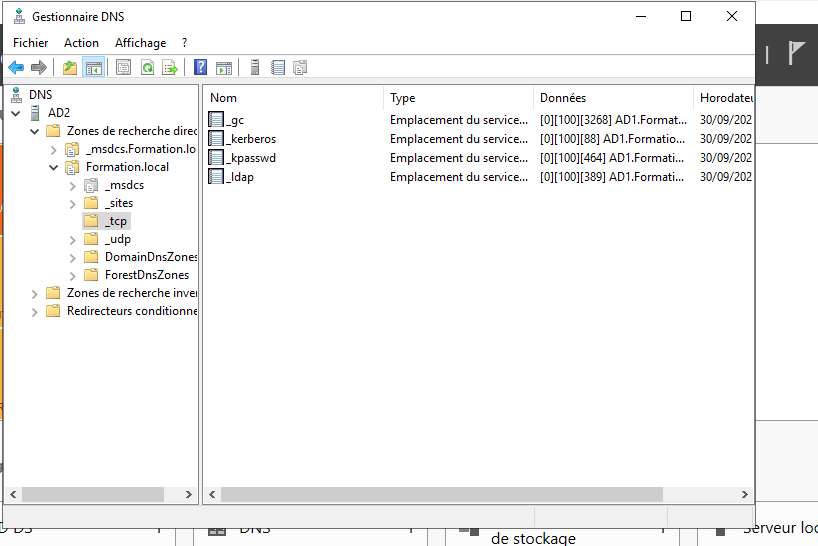 Gestionnaire DNS
Fichier Action Affichage ?
DNS
AD2
Zones de recherche direc
_msdcs.Formation.lo
Formation.local
_msdcs
_sites
_tcp
_udp
DomainDnsZones
ForestDnsZones
Zones de recherche inver
Redirecteurs conditionne
Nom Type Données Horodateu
_gc Emplacement du service... [0][100][3268] AD1.Format... 30/09/202
_kerberos Emplacement du service... [0][100][88] AD1.Formatio... 30/09/202
_kpasswd Emplacement du service... [0][100][464] AD1.Formati... 30/09/202
_ldap Emplacement du service... [0][100][389] AD1.Formati... 30/09/202
DS DNS de stockage Serveur loc